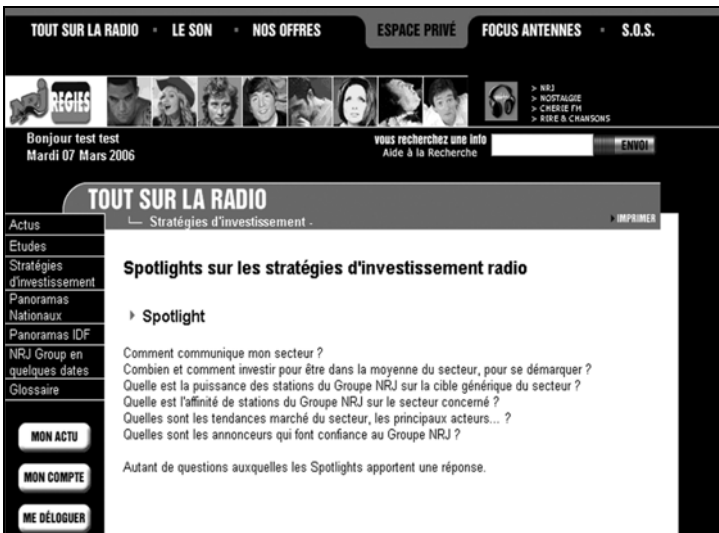 TOUT SUR LA RADIO LE SON NOS OFFRES ESPACE PRIVÉ FOCUS ANTENNES S.O.S.
NRJ RÉGIES
> NRJ
> NOSTALGIE
> CHERIE FM
> RIRE & CHANSONS
Bonjour test test
Mardi 07 Mars 2006
vous recherchez une info
Aide à la Recherche
ENVOI
TOUT SUR LA RADIO
Stratégies d'investissement -
IMPRIMER
Actus
Etudes
Stratégies
d'investissement
Panoramas
Nationaux
Panoramas IDF
NRJ Group en
quelques dates
Glossaire
MON ACTU
MON COMPTE
ME DÉLOGUER
Spotlights sur les stratégies d'investissement radio
Spotlight
Comment communique mon secteur ?
Combien et comment investir pour être dans la moyenne du secteur, pour se démarquer ?
Quelle est la puissance des stations du Groupe NRJ sur la cible générique du secteur ?
Quelle est l'affinité de stations du Groupe NRJ sur le secteur concerné ?
Quelles sont les tendances marché du secteur, les principaux acteurs... ?
Quelles sont les annonceurs qui font confiance au Groupe NRJ ?
Autant de questions auxquelles les Spotlights apportent une réponse.